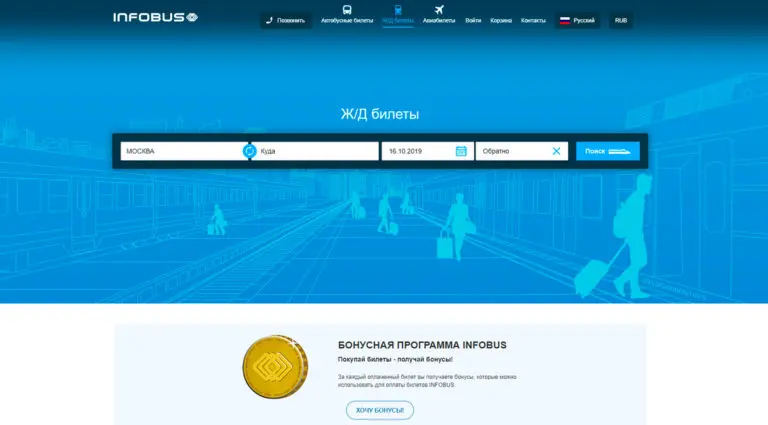 INFOBUS
Позвонить
Автобусные билеты
Ж/Д билеты
Авиабилеты
Войти
Корзина
Контакты
Русский
RUB
Ж/Д билеты
МОСКВА
Куда
16.10.2019
Обратно
Поиск
БОНУСНАЯ ПРОГРАММА INFOBUS
Покупай билеты - получай бонусы!
За каждый оплаченный билет вы получаете бонусы, которые можно
использовать для оплаты билетов INFOBUS.
ХОЧУ БОНУСЫ!